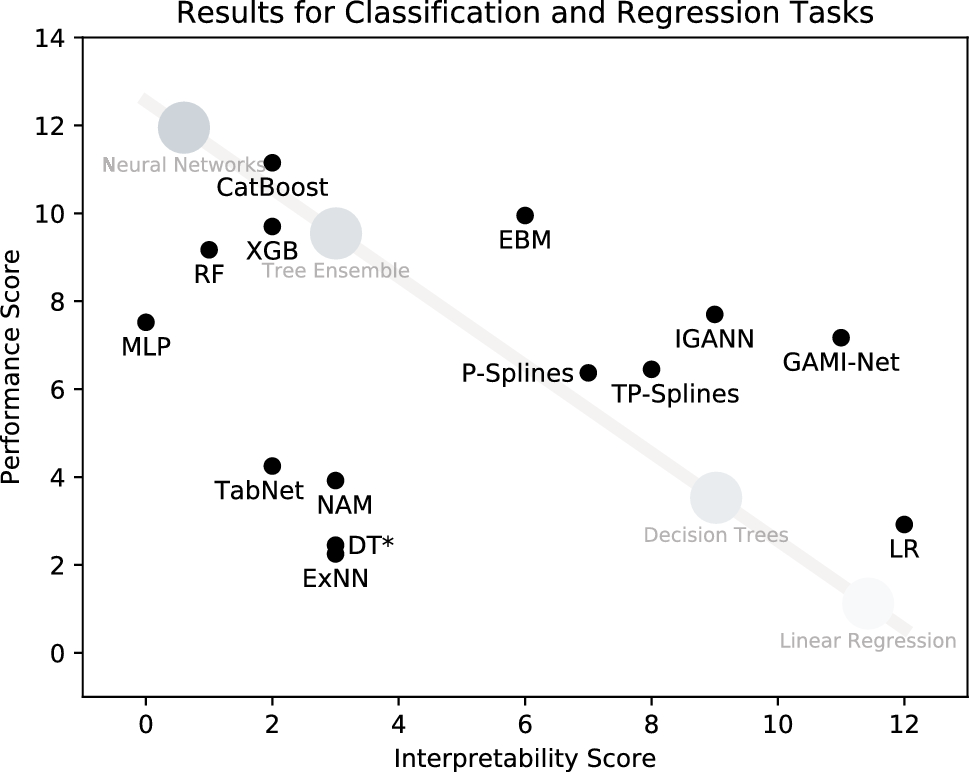 Results for Classification and Regression Tasks
14
12
10
8
6
4
2
0
Performance Score
Neural Networks
CatBoost
XGB
RF
Tree Ensemble
EBM
MLP
IGANN
GAMI-Net
P-Splines
TP-Splines
TabNet
NAM
DT*
ExNN
Decision Trees
LR
Linear Regression
0 2 4 6 8 10 12
Interpretability Score